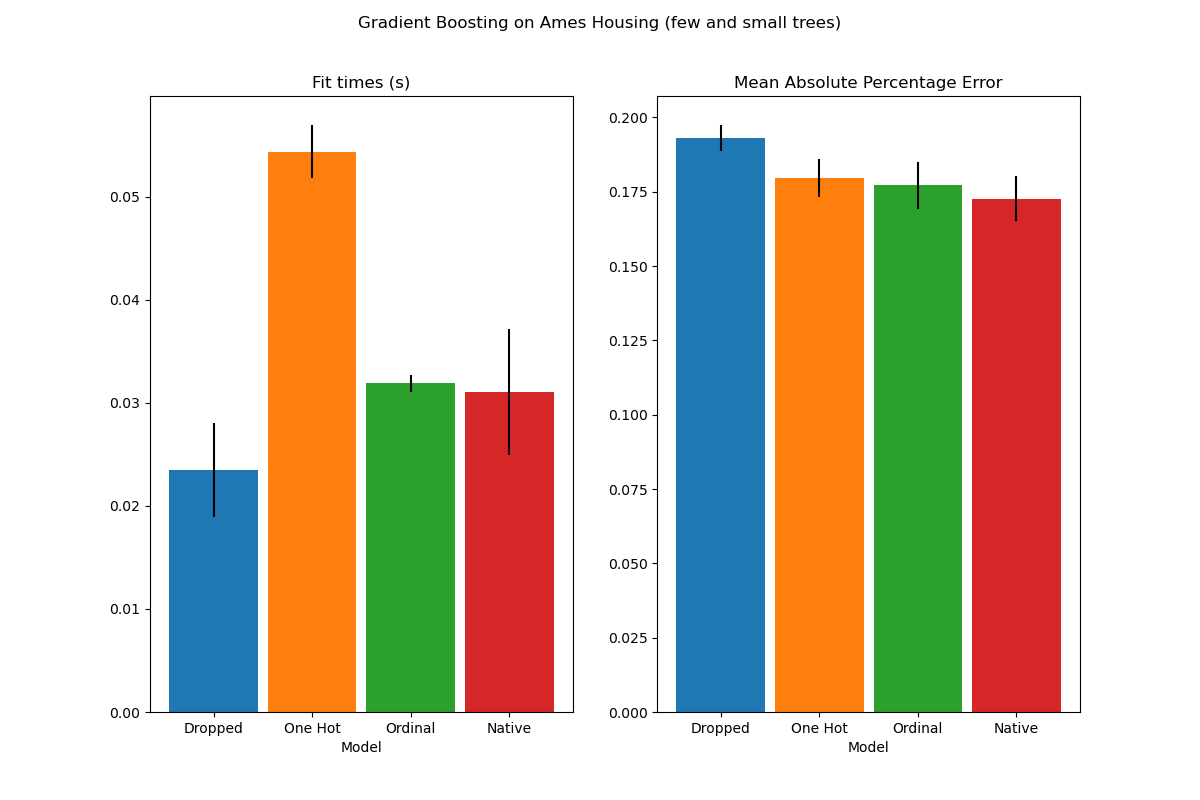 Gradient Boosting on Ames Housing (few and small trees)
Fit times (s)
0.05
0.04
0.03
0.02
0.01
0.00
Dropped One Hot Ordinal Native
Model
Mean Absolute Percentage Error
0.200
0.175
0.150
0.125
0.100
0.075
0.050
0.025
0.000
Dropped One Hot Ordinal Native
Model